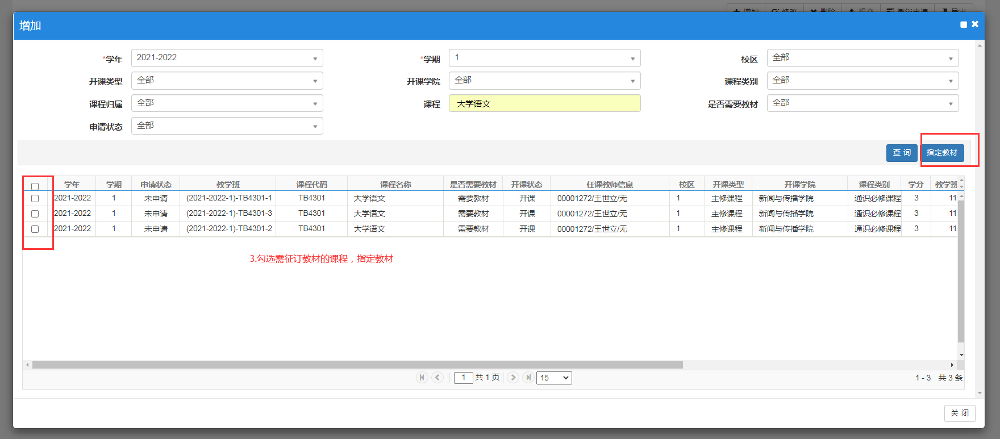 增加 修改 删除 提交 撤销申请 导出
增加
*学年 2021-2022 *学期 1 校区 全部
开课类型 全部 开课学院 全部 课程类别 全部
课程归属 全部 课程 大学语文 是否需要教材 全部
申请状态 全部
查 询 指定教材
学年 学期 申请状态 教学班 课程代码 课程名称 是否需要教材 开课状态 任课教师信息 校区 开课类型 开课学院 课程类别 学分 教学班
2021-2022 1 未申请 (2021-2022-1)-TB4301-1 TB4301 大学语文 需要教材 开课 00001272/王世立/无 1 主修课程 新闻与传播学院 通识必修课程 3 11
2021-2022 1 未申请 (2021-2022-1)-TB4301-3 TB4301 大学语文 需要教材 开课 00001272/王世立/无 1 主修课程 新闻与传播学院 通识必修课程 3 11
2021-2022 1 未申请 (2021-2022-1)-TB4301-2 TB4301 大学语文 需要教材 开课 00001272/王世立/无 1 主修课程 新闻与传播学院 通识必修课程 3 11
3.勾选需征订教材的课程，指定教材
1 共 1 页 15 1 - 3 共 3 条
关 闭